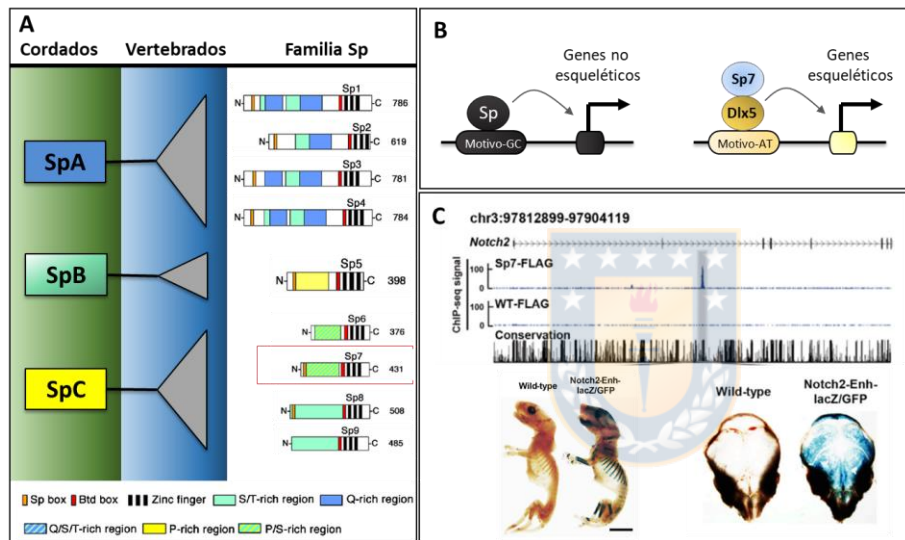 A
Cordados Vertebrados Familia Sp
SpA
SpB
SpC
Sp1
N- -C 786
Sp2
N- -C 619
Sp3
N- -C 781
Sp4
N- -C 784
Sp5
N- -C 398
Sp6
N- -C 376
Sp7
N- -C 431
Sp8
N- -C 508
Sp9
N- -C 485
Sp box Btd box Zinc finger S/T-rich region Q-rich region
Q/S/T-rich region P-rich region P/S-rich region
B
Genes no
esqueléticos
Sp
Motivo-GC
Genes
esqueléticos
Sp7
Dlx5
Motivo-AT
C
chr3:97812899-97904119
Notch2
ChIP-seq signal
100
0
Sp7-FLAG
100
0
WT-FLAG
Conservation
Wild-type
Notch2-Enh-
lacZ/GFP
Wild-type
Notch2-Enh-
lacZ/GFP